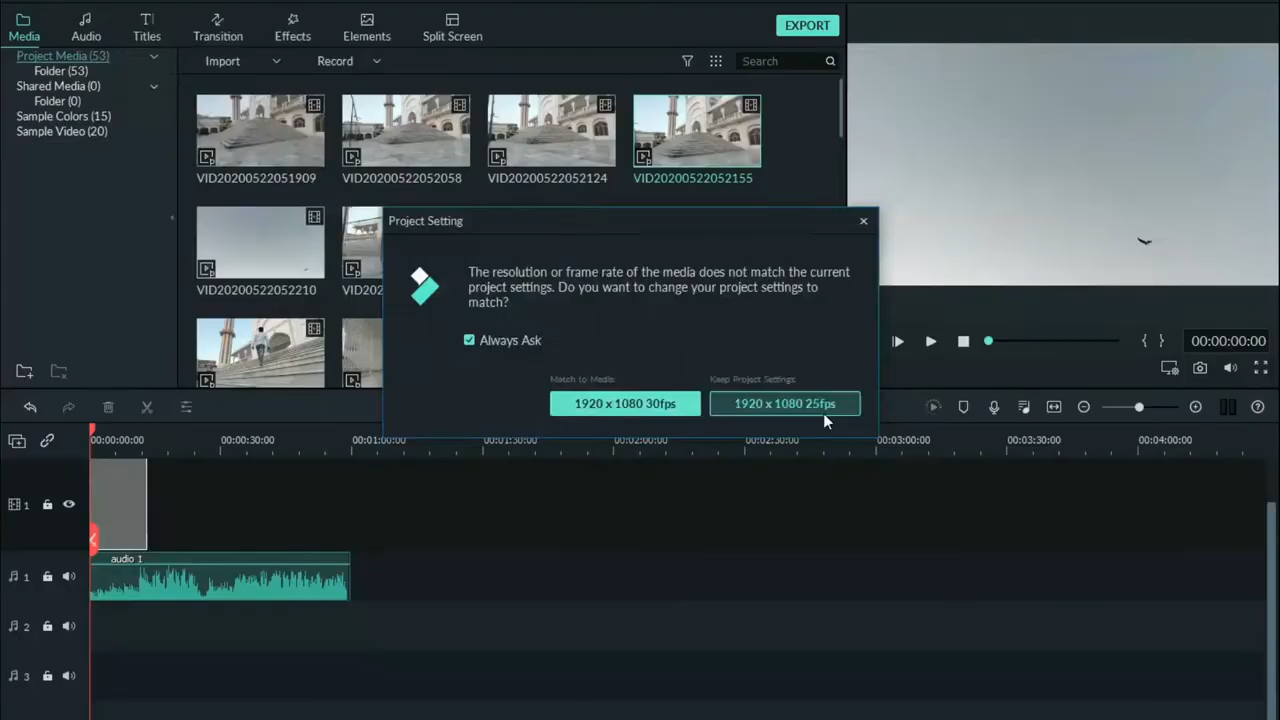 Media
Audio
Titles
Transition
Effects
Elements
Split Screen
EXPORT
Project Media (53)
Folder (53)
Shared Media (0)
Folder (0)
Sample Colors (15)
Sample Video (20)
Import
Record
Search
VID20200522051909
VID20200522052058
VID20200522052124
VID20200522052155
VID20200522052210
Project Setting
The resolution or frame rate of the media does not match the current
project settings. Do you want to change your project settings to
match?
Always Ask
Match to Media:
Keep Project Settings:
1920 x 1080 30fps
1920 x 1080 25fps
{ }
00:00:00:00
00:00:00:00
00:00:30:00
00:01:00:00
00:01:30:00
00:02:00:00
00:02:30:00
00:03:00:00
00:03:30:00
00:04:00:00
1
audio 1
1
2
3